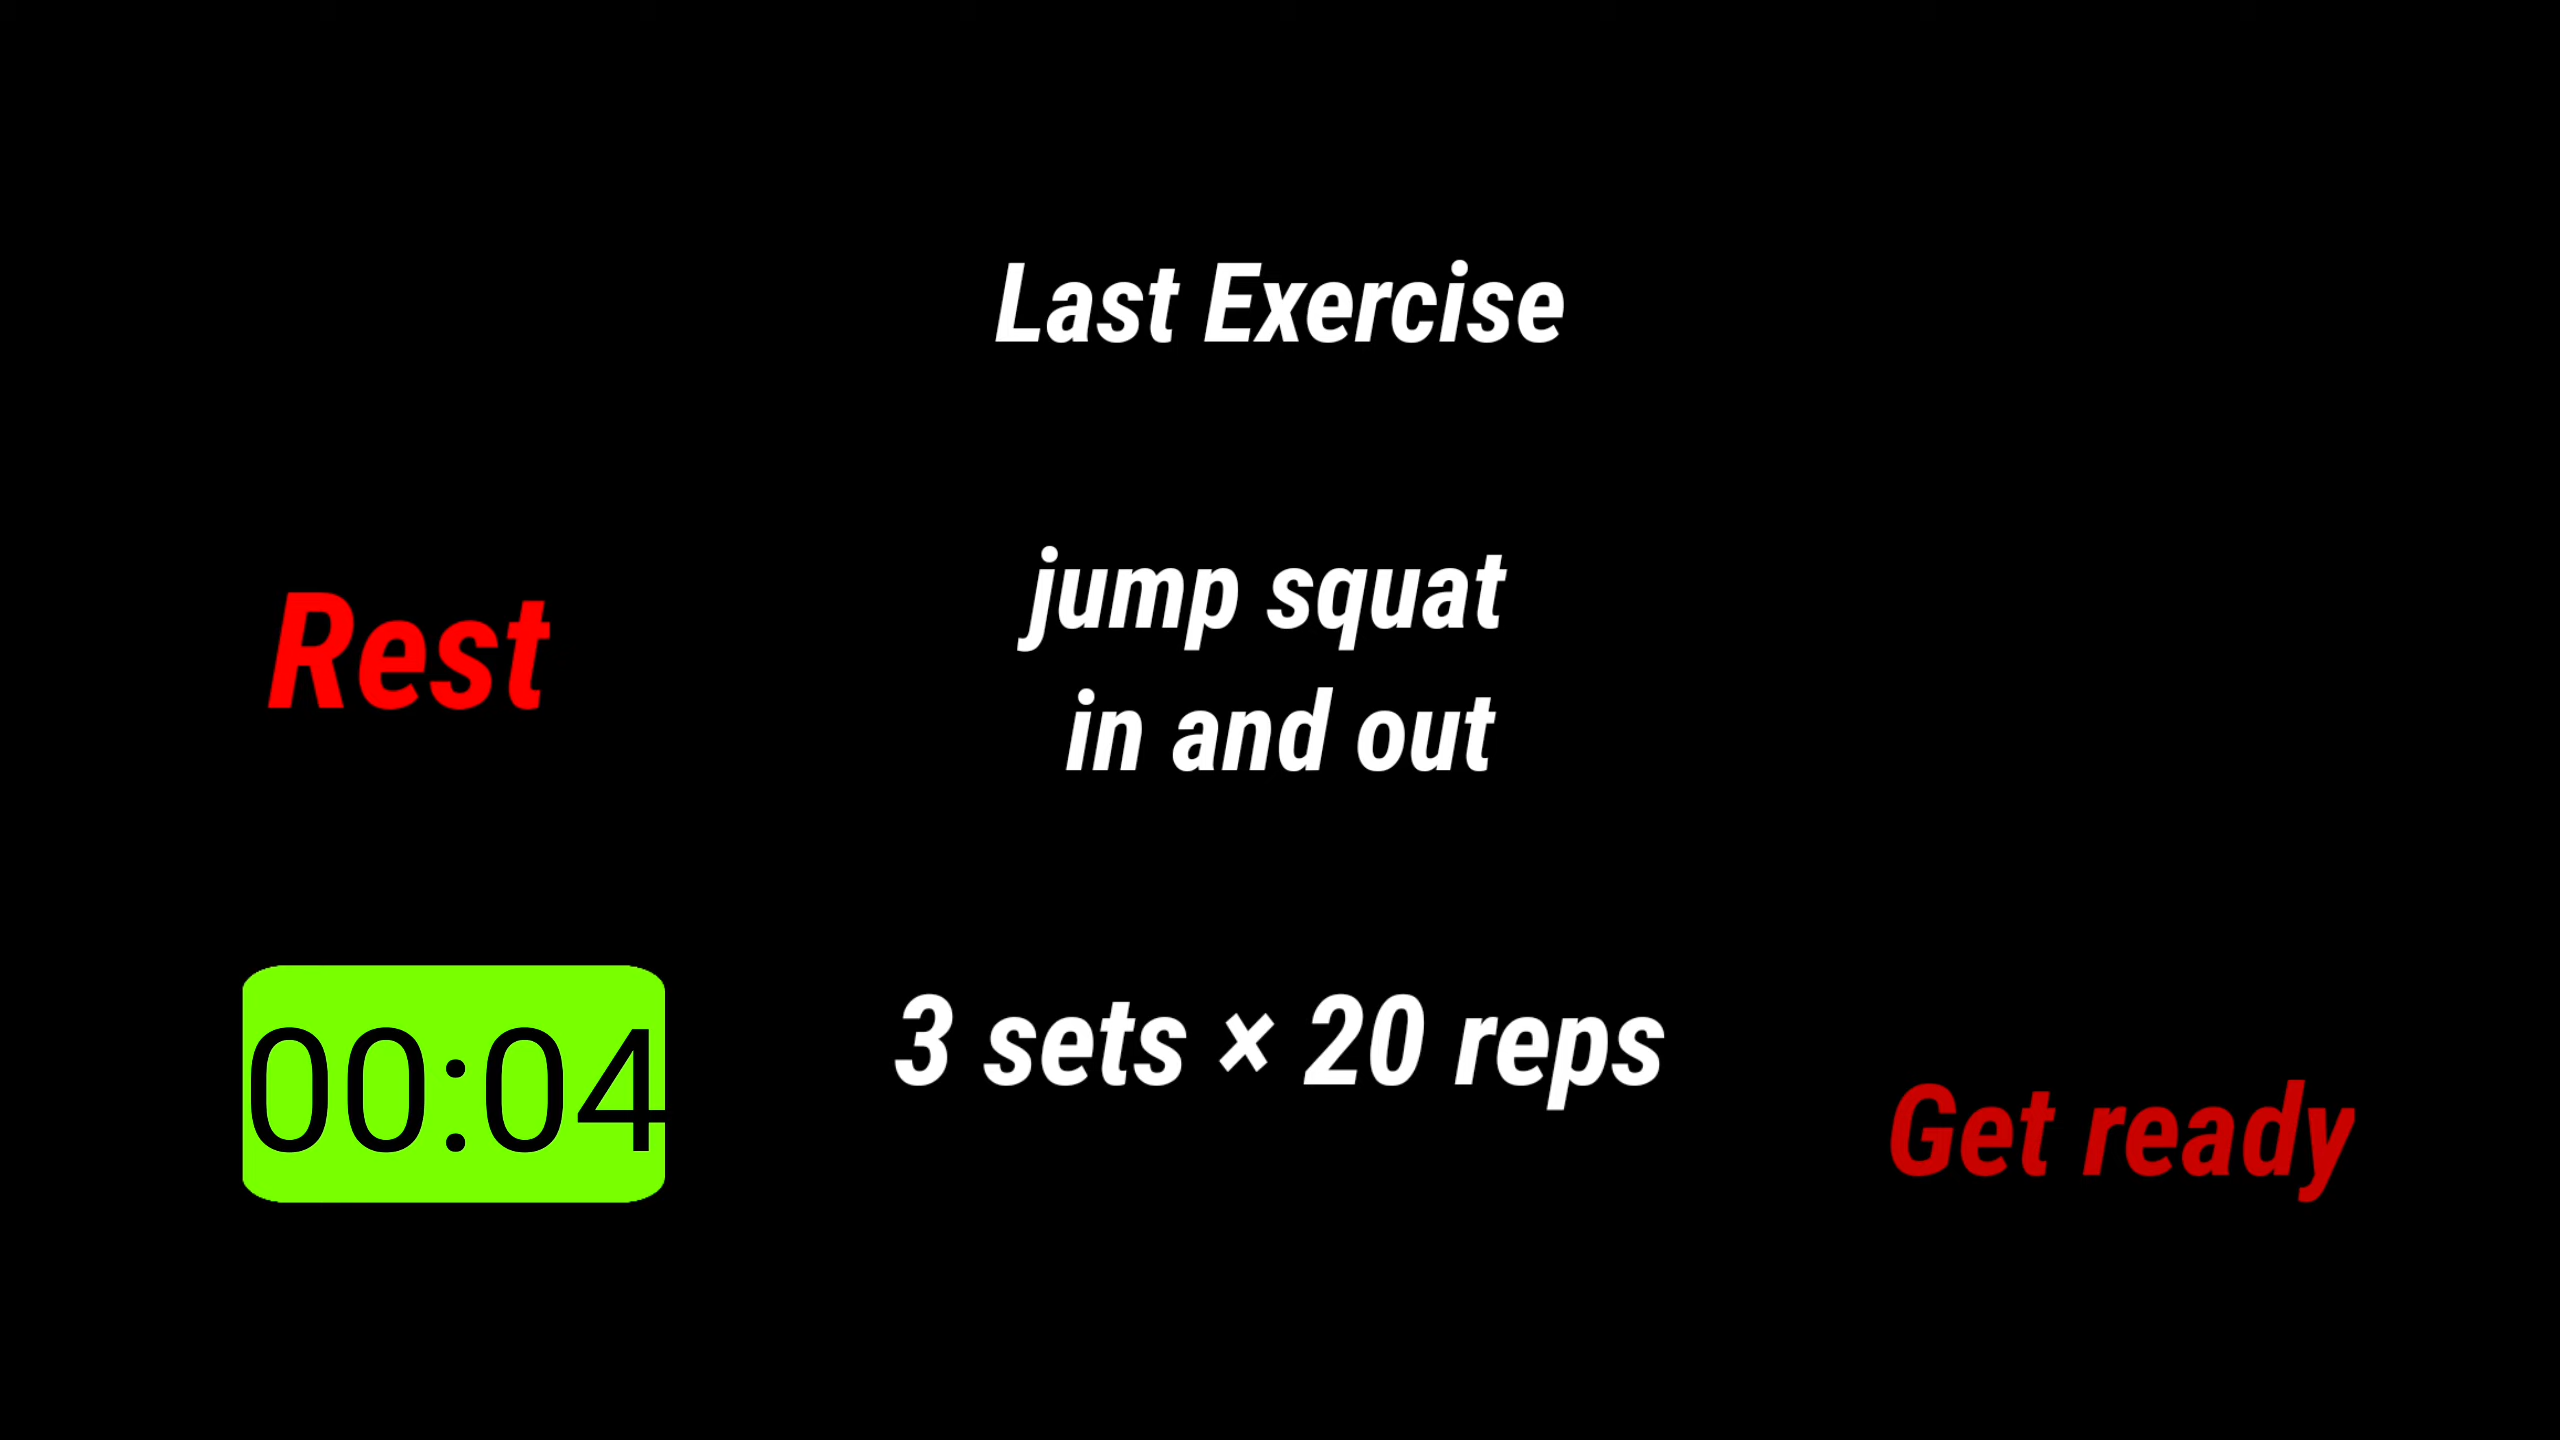 Last Exercise
jump squat
in and out
Rest
3 sets × 20 reps
00:04
Get ready